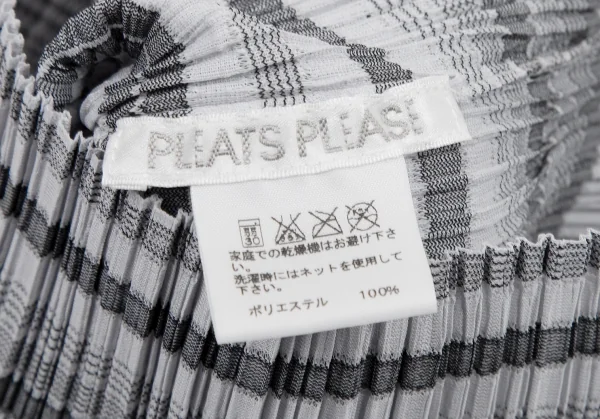 PLEATS PLEASE
弱
30
家庭での乾燥機はお避け下さ
い。
洗濯時にはネットを使用して
下さい。
ポリエステル 100%